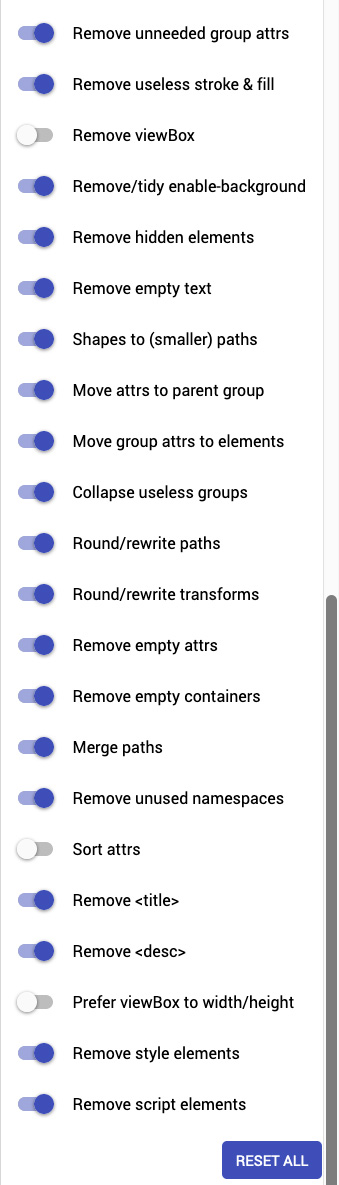 Remove unneeded group attrs
Remove useless stroke & fill
Remove viewBox
Remove/tidy enable-background
Remove hidden elements
Remove empty text
Shapes to (smaller) paths
Move attrs to parent group
Move group attrs to elements
Collapse useless groups
Round/rewrite paths
Round/rewrite transforms
Remove empty attrs
Remove empty containers
Merge paths
Remove unused namespaces
Sort attrs
Remove <title>
Remove <desc>
Prefer viewBox to width/height
Remove style elements
Remove script elements
RESET ALL